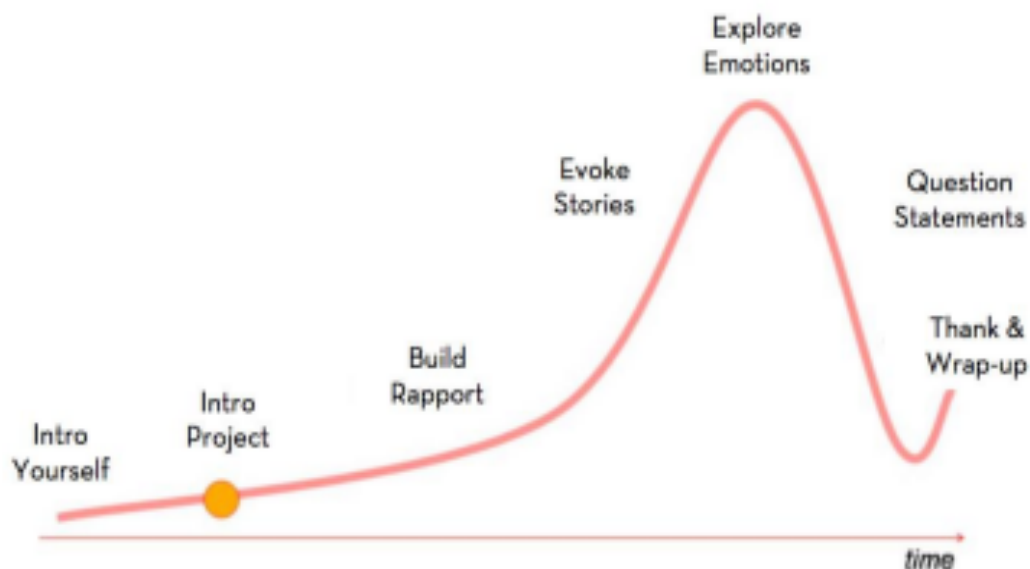 Intro
Yourself
Intro
Project
Build
Rapport
Evoke
Stories
Explore
Emotions
Question
Statements
Thank &
Wrap-up
time